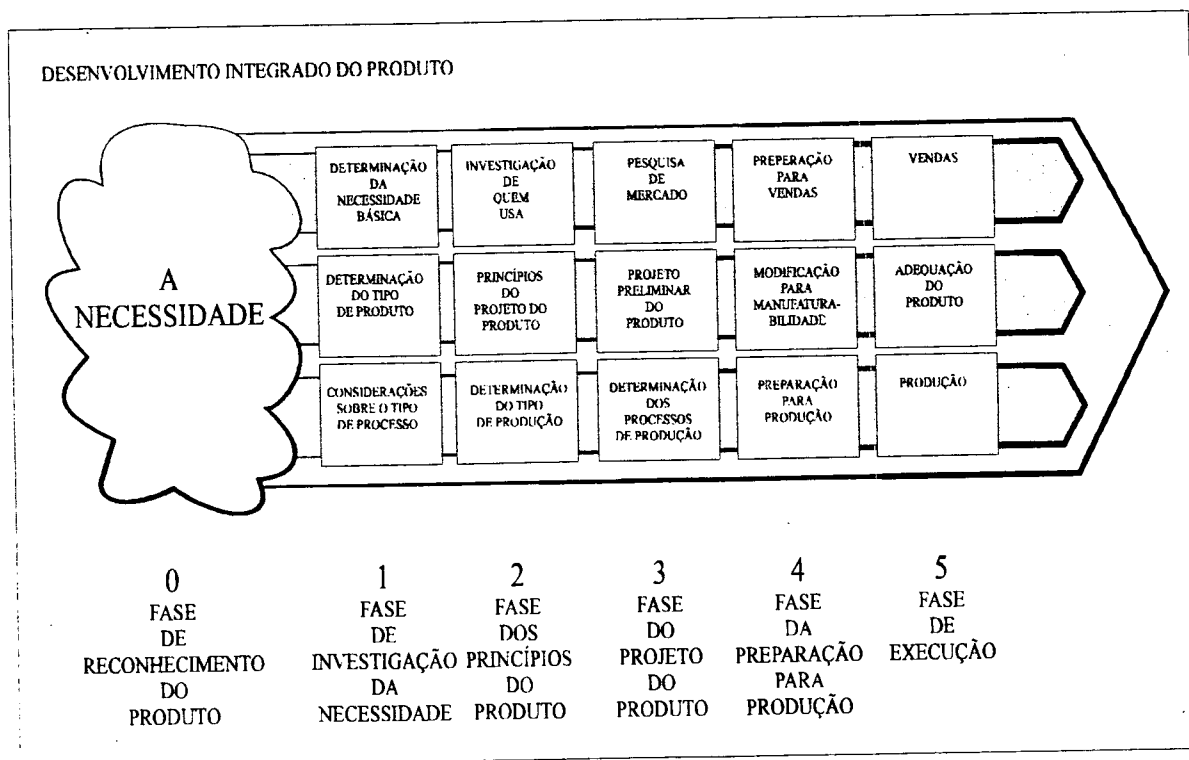 DESENVOLVIMENTO INTEGRADO DO PRODUTO
A
NECESSIDADE
DETERMINAÇÃO
DA
NECESSIDADE
BÁSICA
INVESTIGAÇÃO
DE
QUEM
USA
PESQUISA
DE
MERCADO
PREPERAÇÃO
PARA
VENDAS
VENDAS
DETERMINAÇÃO
DO TIPO
DE PRODUTO
PRINCÍPIOS
DO
PROJETO DO
PRODUTO
PROJETO
PRELIMINAR
DO
PRODUTO
MODIFICAÇÃO
PARA
MANUFATURA-
BILIDADE
ADEQUAÇÃO
DO
PRODUTO
CONSIDERAÇÕES
SOBRE O TIPO
DE PROCESSO
DETERMINAÇÃO
DO TIPO
DE PRODUÇÃO
DETERMINAÇÃO
DOS
PROCESSOS
DE PRODUÇÃO
PREPARAÇÃO
PARA
PRODUÇÃO
PRODUÇÃO
0
FASE
DE
RECONHECIMENTO
DO
PRODUTO
1
FASE
DE
INVESTIGAÇÃO
DA
NECESSIDADE
2
FASE
DOS
PRINCÍPIOS
DO
PRODUTO
3
FASE
DO
PROJETO
DO
PRODUTO
4
FASE
DA
PREPARAÇÃO
PARA
PRODUÇÃO
5
FASE
DE
EXECUÇÃO